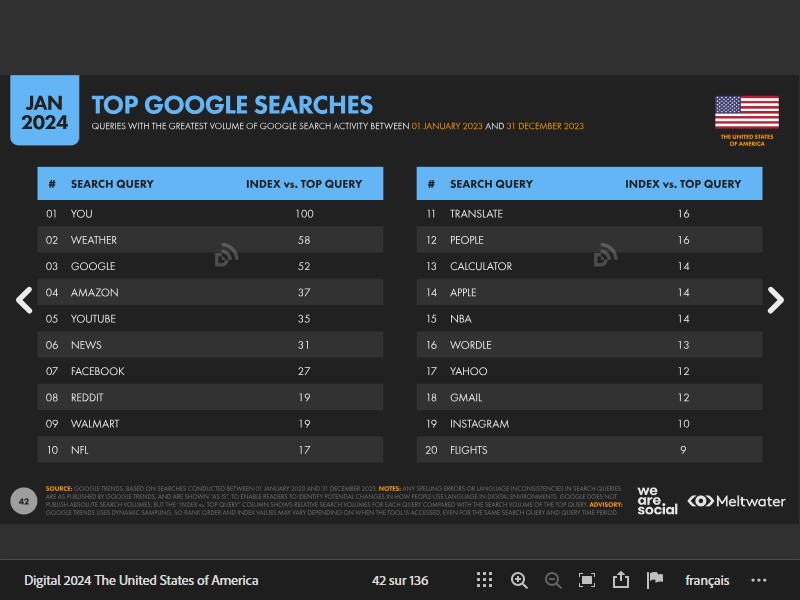 JAN
2024
TOP GOOGLE SEARCHES
QUERIES WITH THE GREATEST VOLUME OF GOOGLE SEARCH ACTIVITY BETWEEN 01 JANUARY 2023 AND 31 DECEMBER 2023
THE UNITED STATES
OF AMERICA
# SEARCH QUERY INDEX vs. TOP QUERY
01 YOU 100
02 WEATHER 58
03 GOOGLE 52
04 AMAZON 37
05 YOUTUBE 35
06 NEWS 31
07 FACEBOOK 27
08 REDDIT 19
09 WALMART 19
10 NFL 17
# SEARCH QUERY INDEX vs. TOP QUERY
11 TRANSLATE 16
12 PEOPLE 16
13 CALCULATOR 14
14 APPLE 14
15 NBA 14
16 WORDLE 13
17 YAHOO 12
18 GMAIL 12
19 INSTAGRAM 10
20 FLIGHTS 9
42
SOURCE: GOOGLE TRENDS, BASED ON SEARCHES CONDUCTED BETWEEN 01 JANUARY 2023 AND 31 DECEMBER 2023. NOTES: ANY SPELLING ERRORS OR LANGUAGE INCONSISTENCIES IN SEARCH QUERIES
ARE AS PUBLISHED BY GOOGLE TRENDS, AND ARE SHOWN "AS IS", TO ENABLE READERS TO IDENTIFY POTENTIAL CHANGES IN HOW PEOPLE USE LANGUAGE IN DIGITAL ENVIRONMENTS. GOOGLE DOES NOT
PUBLISH ABSOLUTE SEARCH VOLUMES, BUT THE "INDEX vs. TOP QUERY" COLUMN SHOWS RELATIVE SEARCH VOLUMES FOR EACH QUERY COMPARED WITH THE SEARCH VOLUME OF THE TOP QUERY. ADVISORY:
GOOGLE TRENDS USES DYNAMIC SAMPLING, SO RANK ORDER AND INDEX VALUES MAY VARY DEPENDING ON WHEN THE TOOL IS ACCESSED, EVEN FOR THE SAME SEARCH QUERY AND QUERY TIME PERIOD.
we
are.
social
Meltwater
Digital 2024 The United States of America
42 sur 136
français